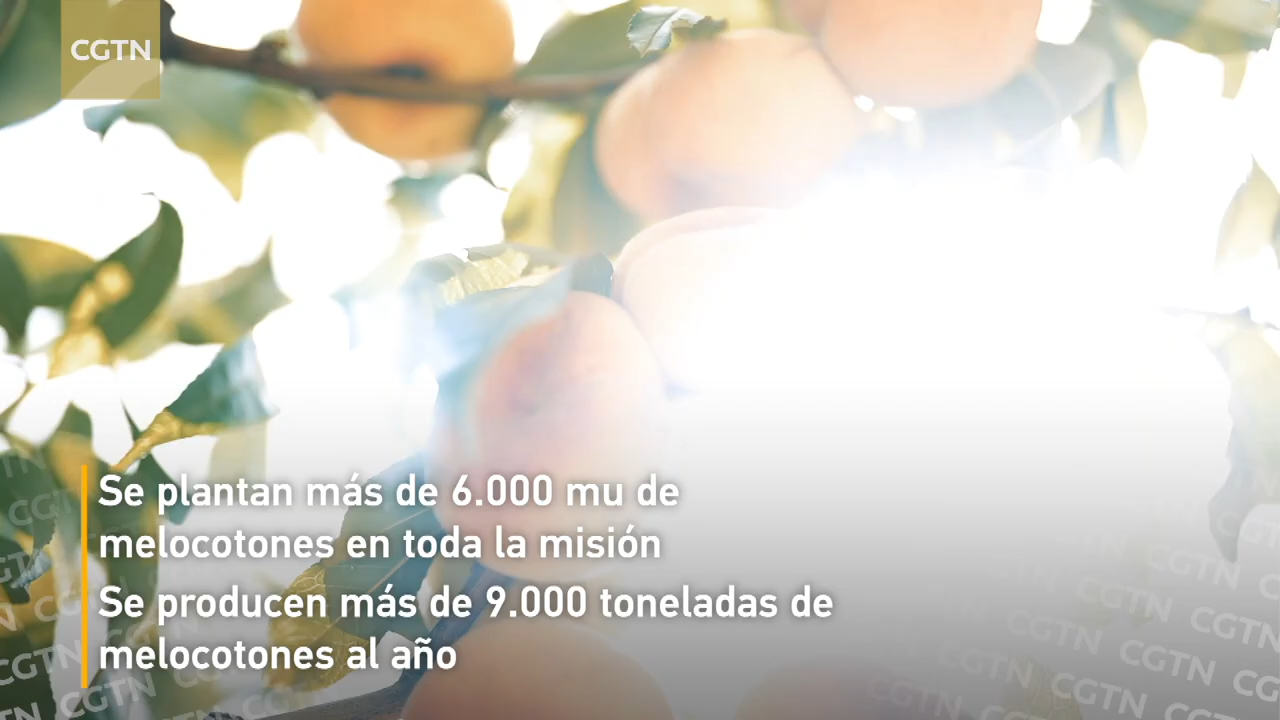 CGTN
Se plantan más de 6.000 mu de
melocotones en toda la misión
Se producen más de 9.000 toneladas de
melocotones al año